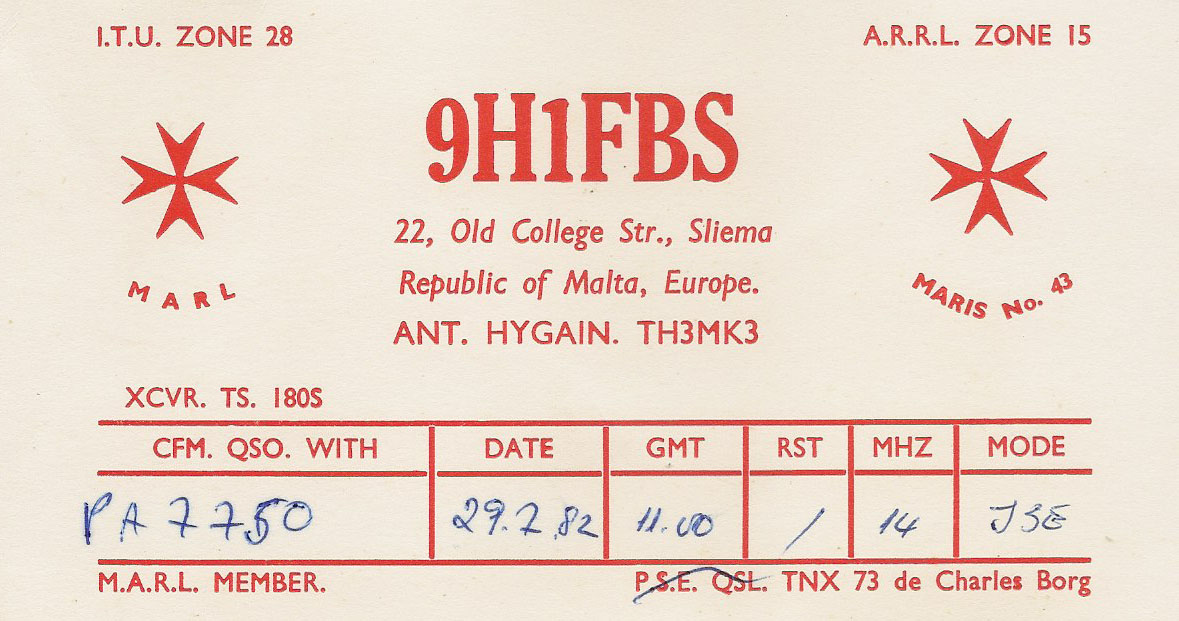 I.T.U. ZONE 28
A.R.R.L. ZONE 15
9H1FBS
22, Old College Str., Sliema
Republic of Malta, Europe.
ANT. HYGAIN. TH3MK3
MARL
MARIS No. 43
XCVR. TS. 180S
CFM. QSO. WITH DATE GMT RST MHZ MODE
PA 7750 29.7.82 11.00 / 14 J3E
M.A.R.L. MEMBER.
P.S.E. QSL. TNX 73 de Charles Borg